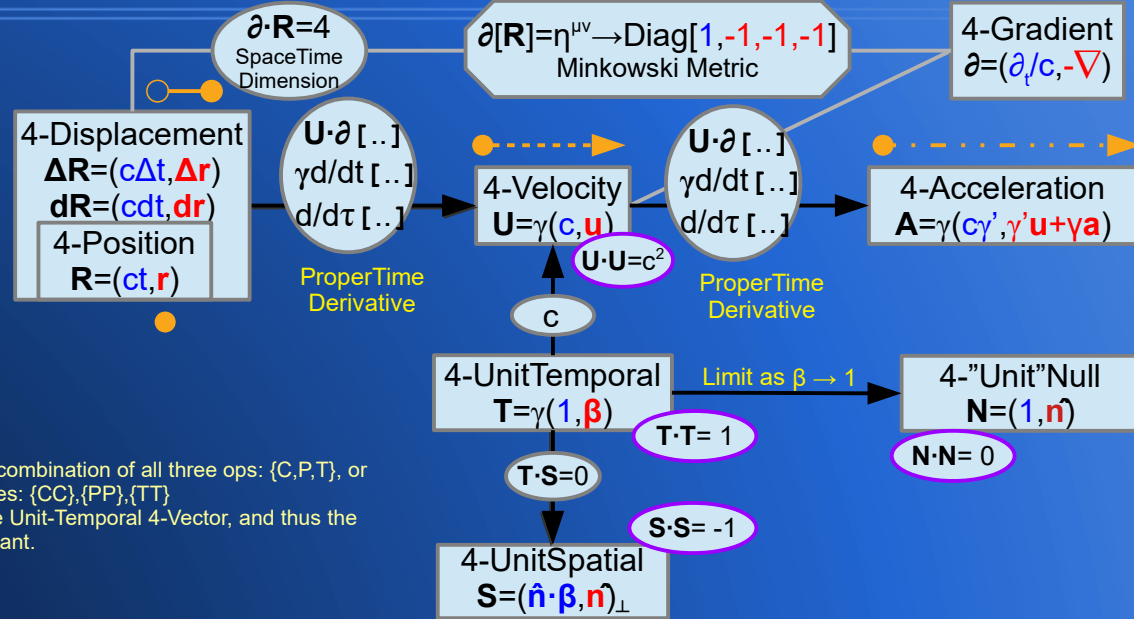 ∂·R=4
SpaceTime
Dimension
∂[R]=η^μν→Diag[1,-1,-1,-1]
Minkowski Metric
4-Gradient
∂=(∂ₜ/c,-∇)
4-Displacement
ΔR=(cΔt,Δr)
dR=(cdt,dr)
4-Position
R=(ct,r)
U·∂[..]
γd/dt[..]
d/dτ[..]
ProperTime
Derivative
4-Velocity
U=γ(c,u)
U·U=c²
U·∂[..]
γd/dt[..]
d/dτ[..]
ProperTime
Derivative
4-Acceleration
A=γ(cγ’,γ’u+γa)
c
4-UnitTemporal
T=γ(1,β)
T·T= 1
Limit as β → 1
4-”Unit”Null
N=(1,n̂)
N·N= 0
T·S=0
S·S= -1
4-UnitSpatial
S=(n̂·β,n̂)⊥
combination of all three ops: {C,P,T}, or
es: {CC},{PP},{TT}
e Unit-Temporal 4-Vector, and thus the
ant.